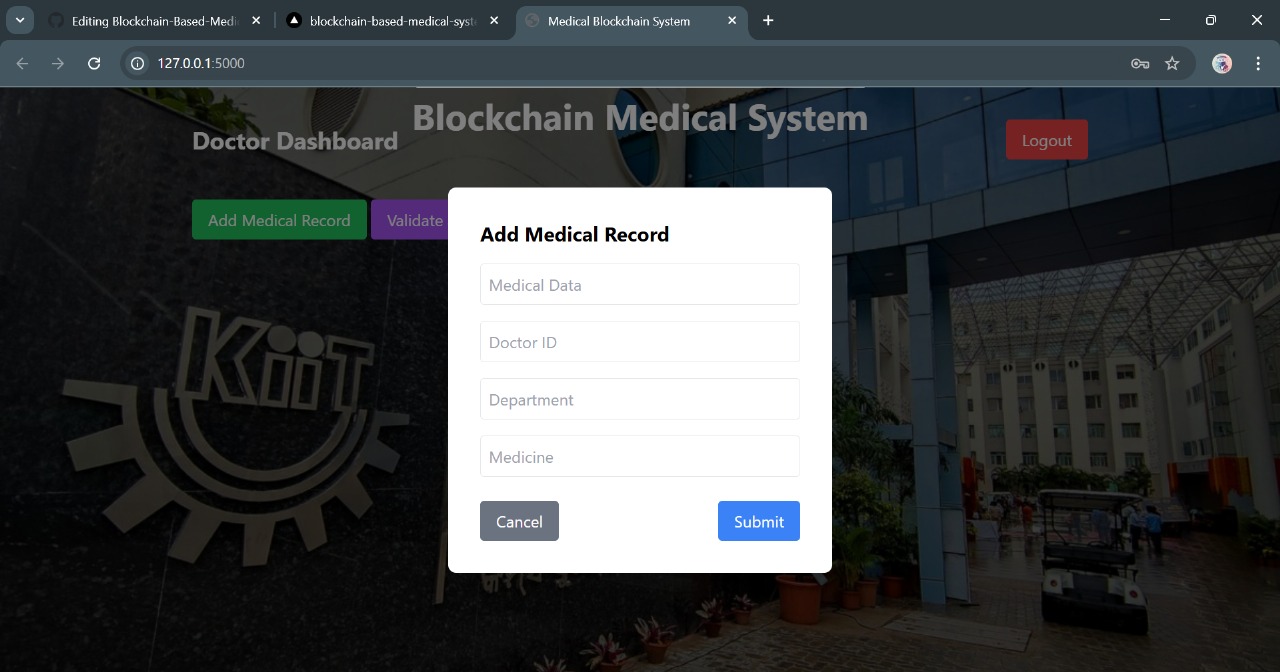 Editing Blockchain-Based-Medi
blockchain-based-medical-syst
Medical Blockchain System
127.0.0.1:5000
Blockchain Medical System
Doctor Dashboard
Logout
Add Medical Record
Validate
Add Medical Record
Medical Data
Doctor ID
Department
Medicine
Cancel
Submit
KiiT